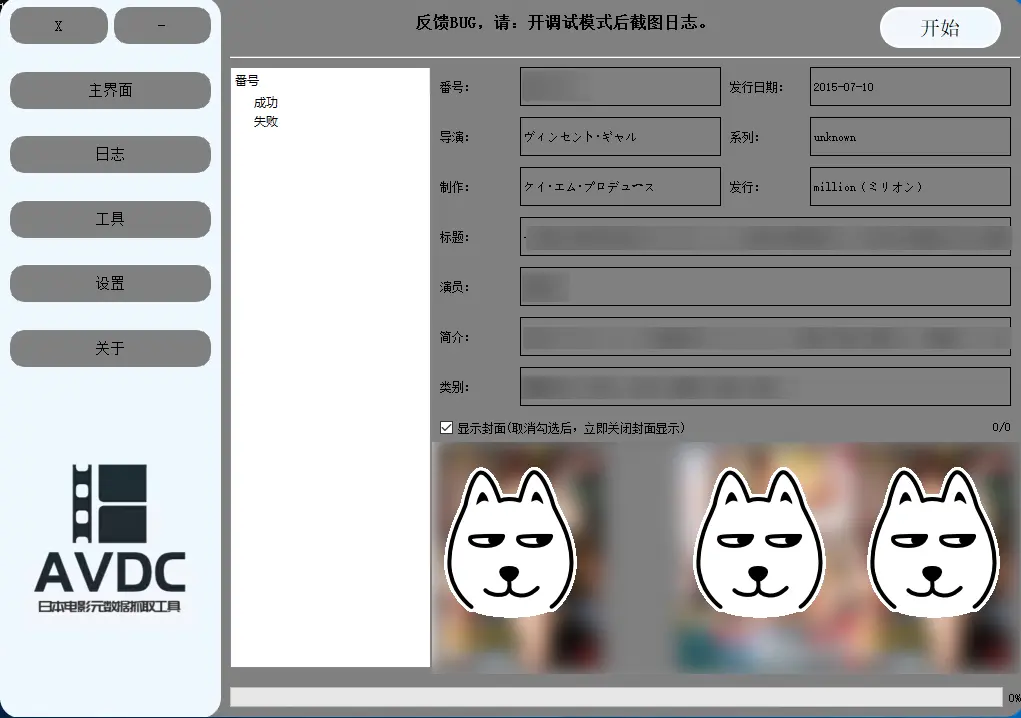 X
-
反馈BUG，请：开调试模式后截图日志。
开始
主界面
日志
工具
设置
关于
AVDC
日本电影元数据抓取工具
番号
成功
失败
番号：
发行日期：
2015-07-10
导演：
ヴィンセント・ギャル
系列：
unknown
制作：
ケイ・エム・プロデュース
发行：
million（ミリオン）
标题：
演员：
简介：
类别：
显示封面(取消勾选后，立即关闭封面显示)
0/0
0%